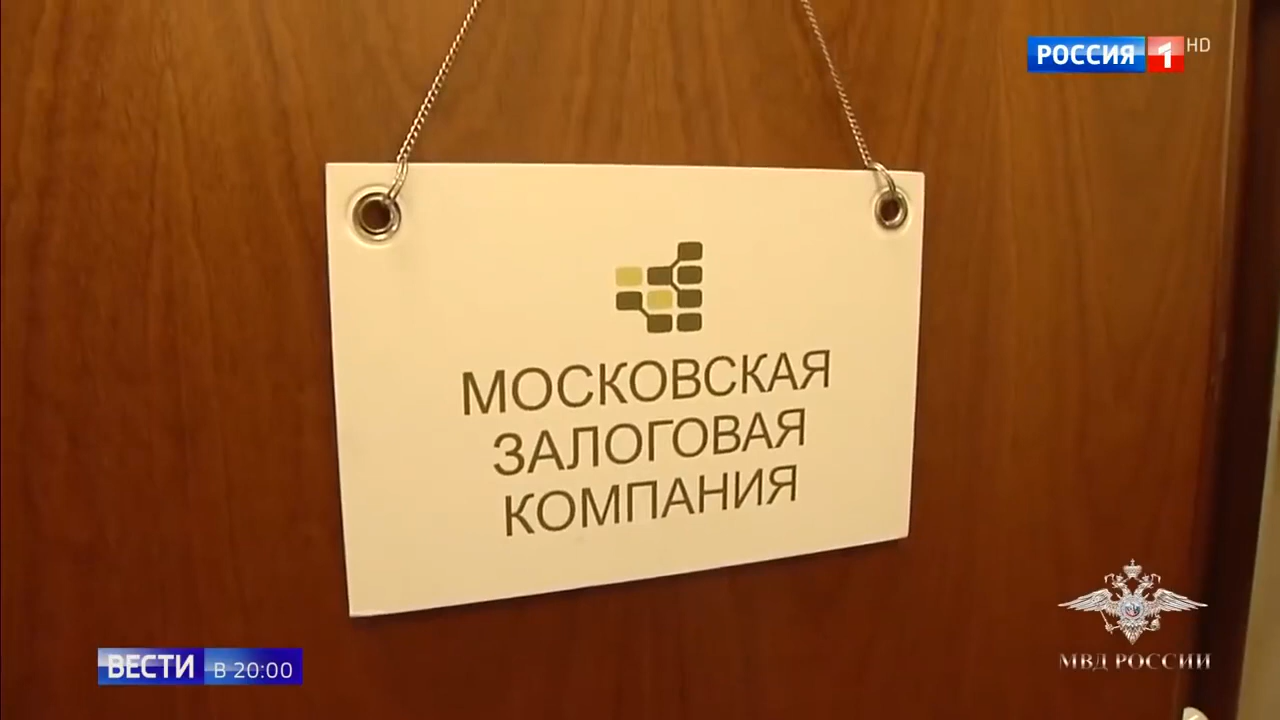 РОССИЯ 1 HD
МОСКОВСКАЯ
ЗАЛОГОВАЯ
КОМПАНИЯ
МВД РОССИИ
ВЕСТИ В 20:00